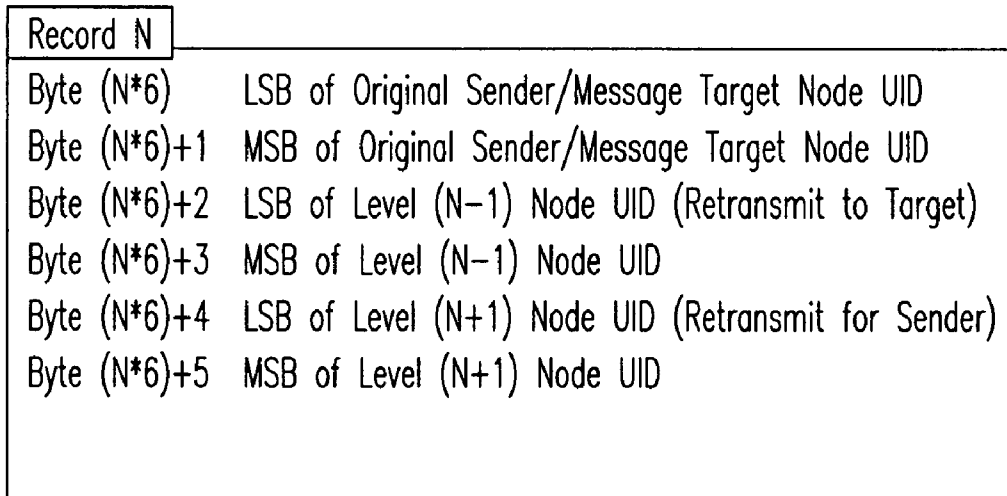 Record N
Byte (N*6) LSB of Original Sender/Message Target Node UID
Byte (N*6)+1 MSB of Original Sender/Message Target Node UID
Byte (N*6)+2 LSB of Level (N-1) Node UID (Retransmit to Target)
Byte (N*6)+3 MSB of Level (N-1) Node UID
Byte (N*6)+4 LSB of Level (N+1) Node UID (Retransmit for Sender)
Byte (N*6)+5 MSB of Level (N+1) Node UID